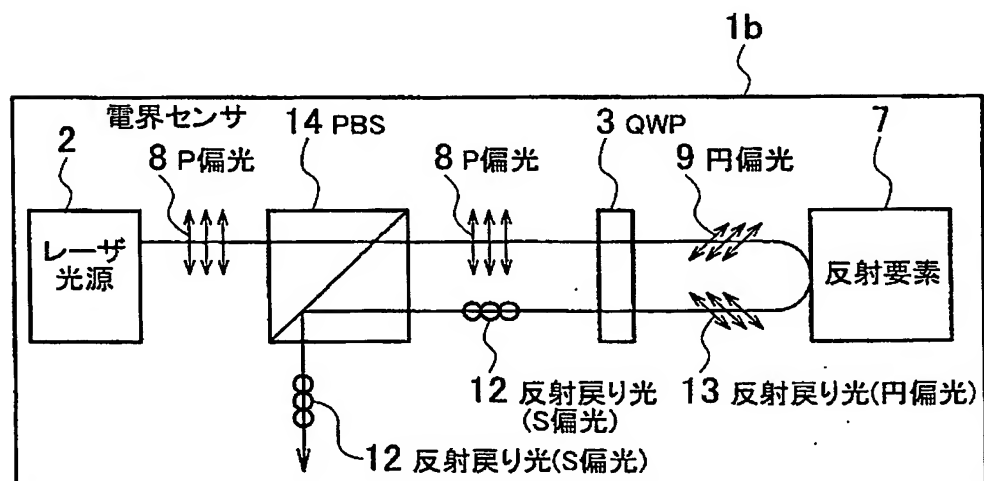 1b
電界センサ
14 PBS
3 QWP
7
2
8 P偏光
8 P偏光
9 円偏光
レーザ
光源
反射要素
12 反射戻り光
(S偏光)
13 反射戻り光(円偏光)
12 反射戻り光(S偏光)